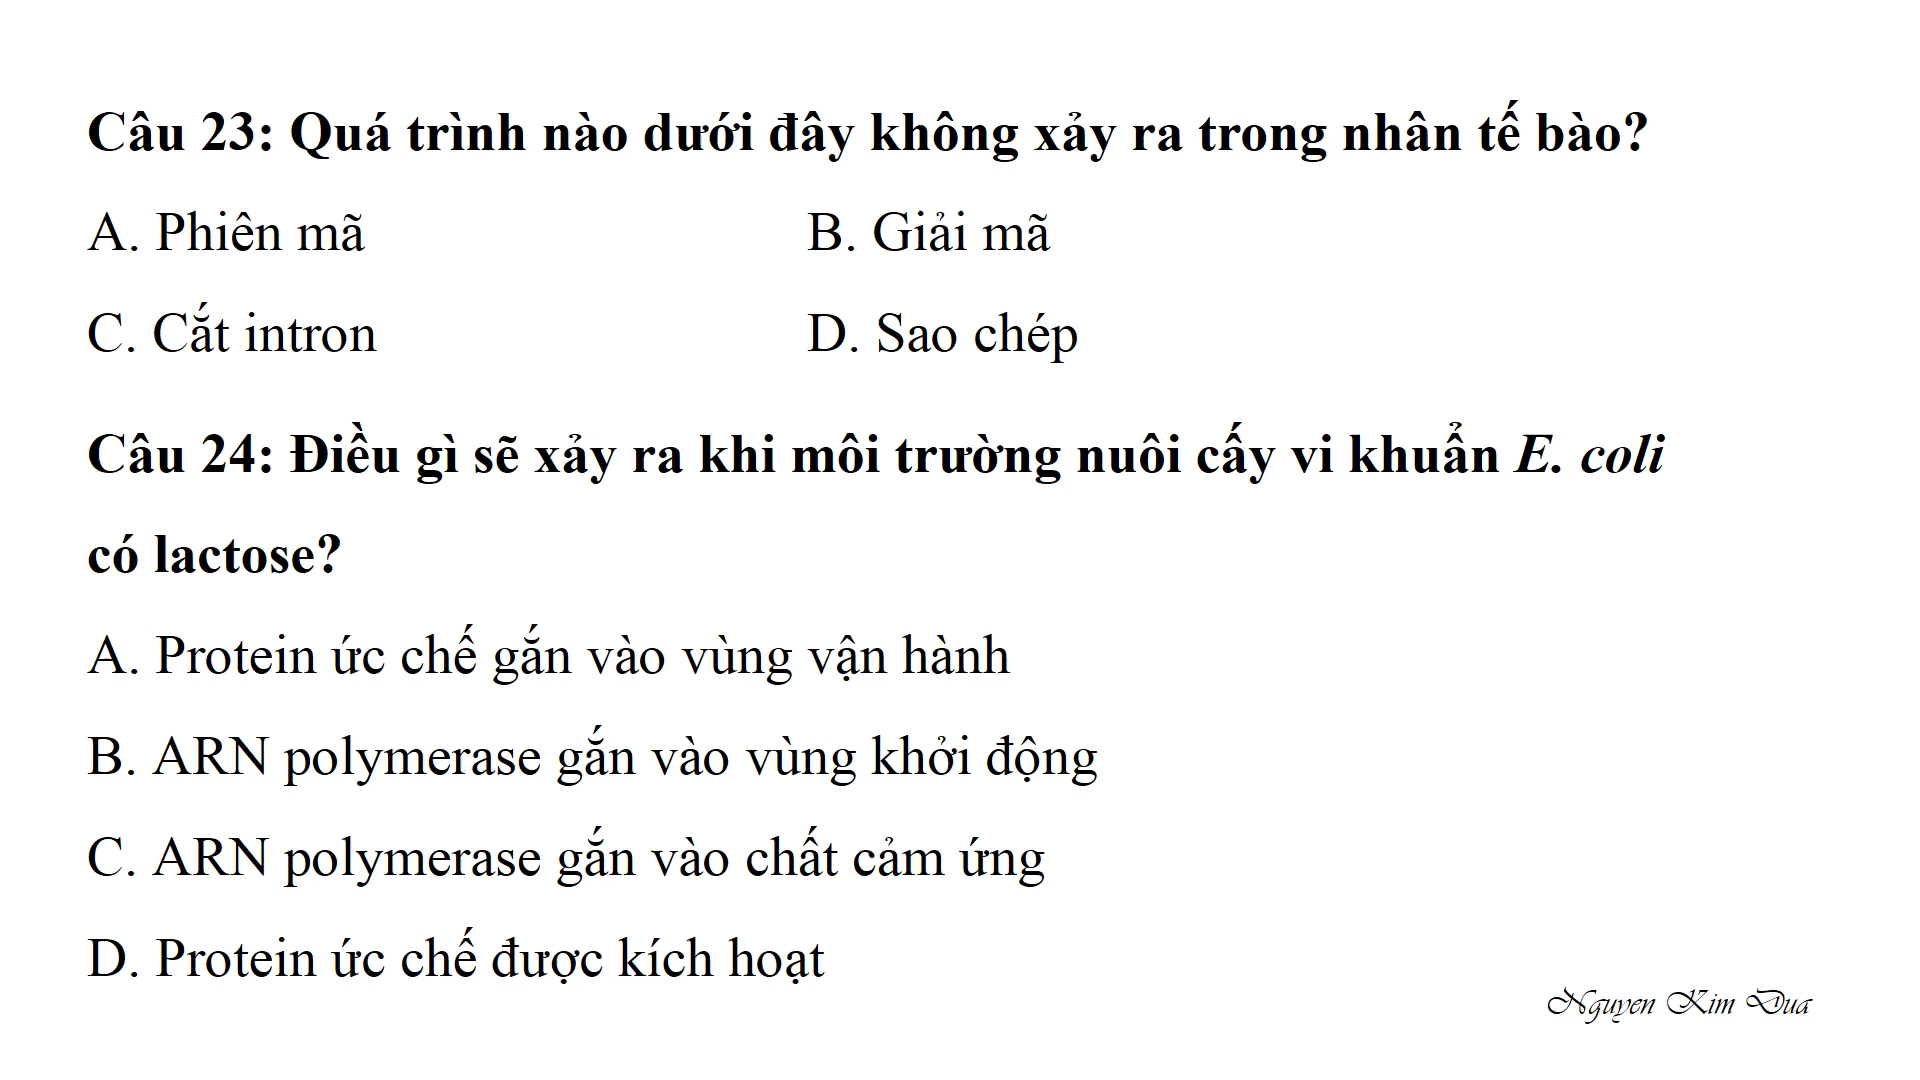 Câu 23: Quá trình nào dưới đây không xảy ra trong nhân tế bào?
A. Phiên mã B. Giải mã
C. Cắt intron D. Sao chép
Câu 24: Điều gì sẽ xảy ra khi môi trường nuôi cấy vi khuẩn E. coli
có lactose?
A. Protein ức chế gắn vào vùng vận hành
B. ARN polymerase gắn vào vùng khởi động
C. ARN polymerase gắn vào chất cảm ứng
D. Protein ức chế được kích hoạt
Nguyen Kim Dua